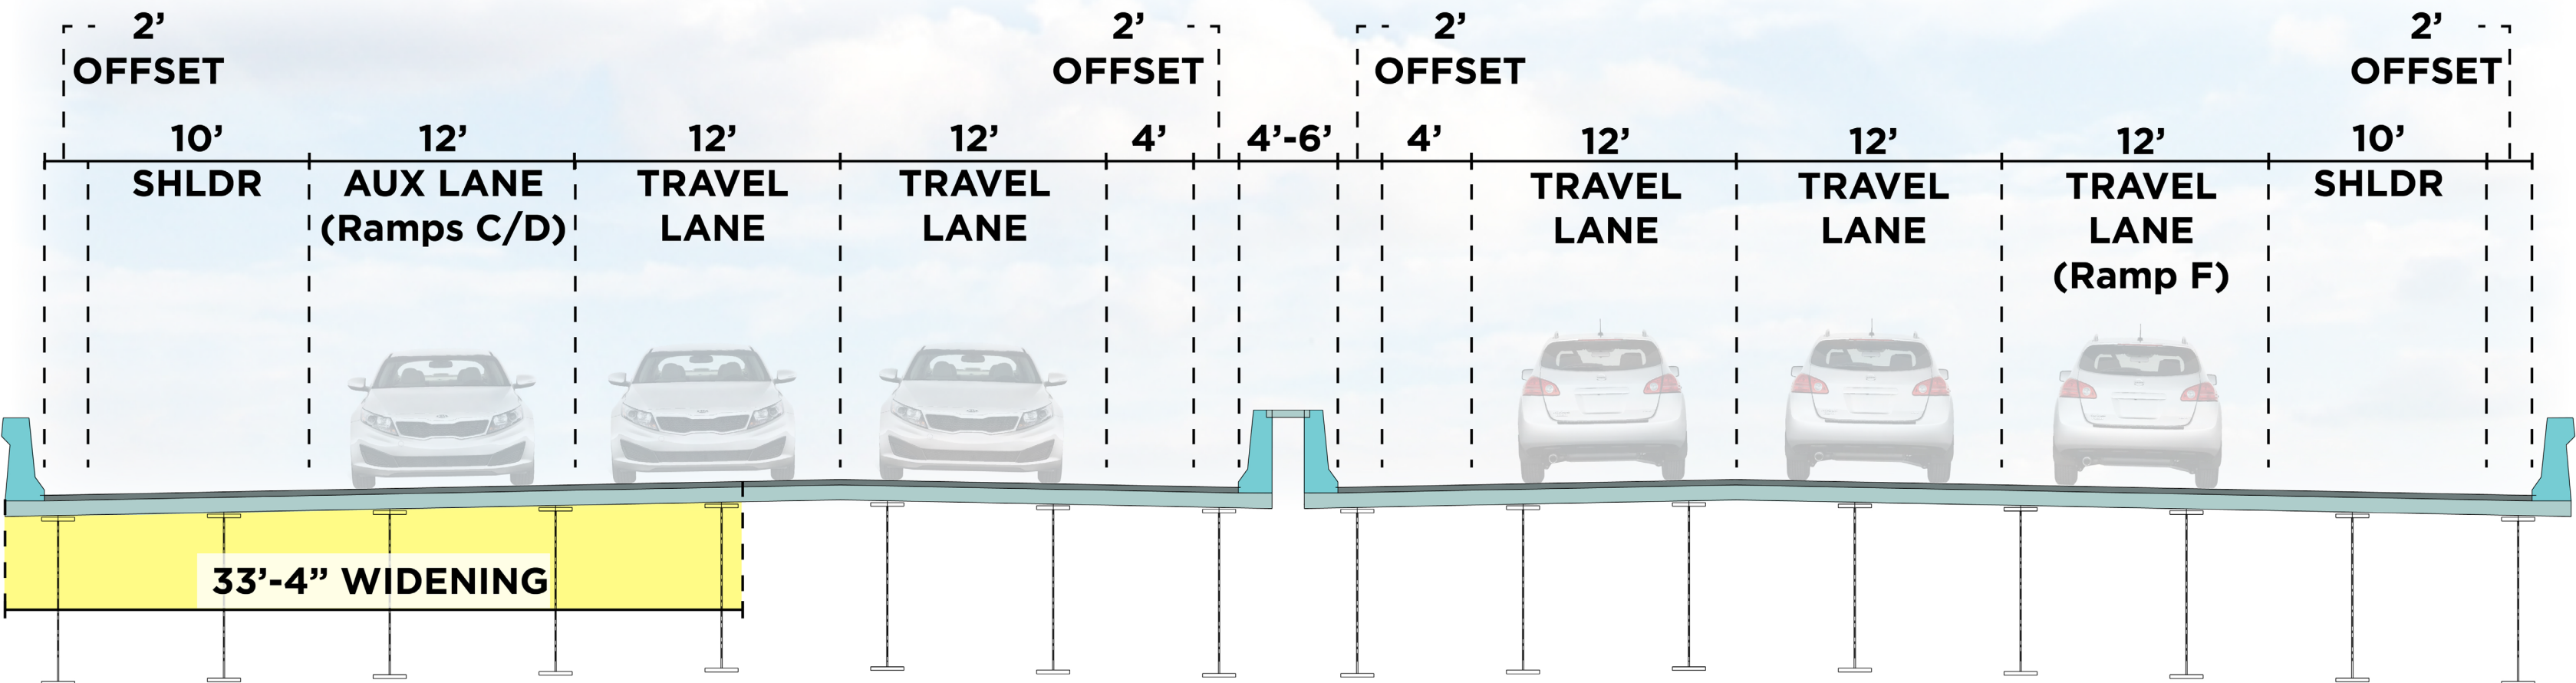 2’ 2’ 2’ 2’
OFFSET OFFSET OFFSET OFFSET
10’ 12’ 12’ 12’ 4’ 4’-6’ 4’ 12’ 12’ 12’ 10’
SHLDR AUX LANE TRAVEL TRAVEL TRAVEL TRAVEL TRAVEL SHLDR
(Ramps C/D) LANE LANE LANE LANE LANE
(Ramp F)
33’-4” WIDENING